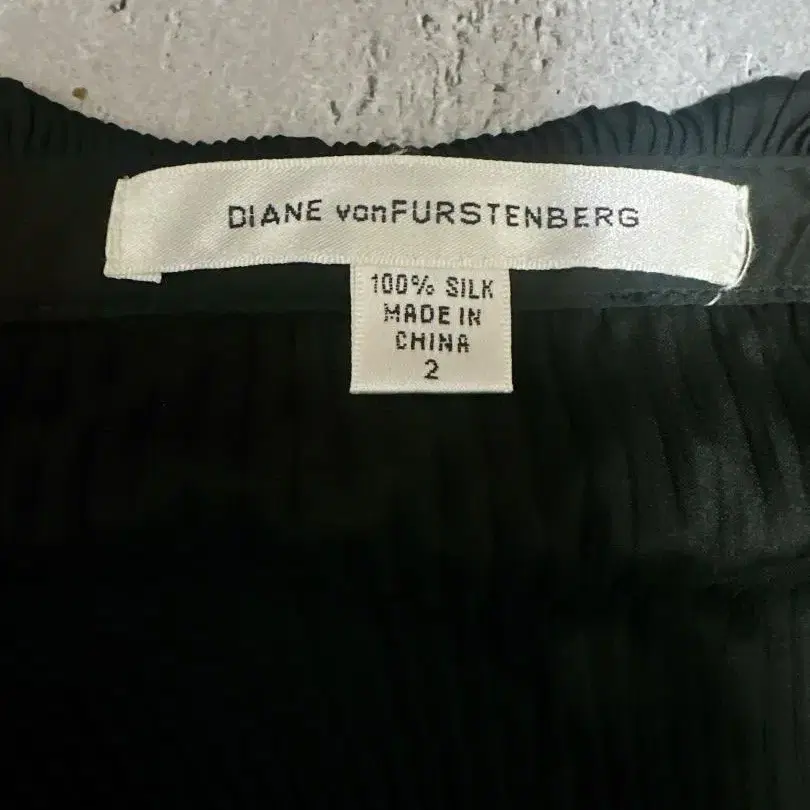 DIANE vonFURSTENBERG
100% SILK
MADE IN
CHINA
2